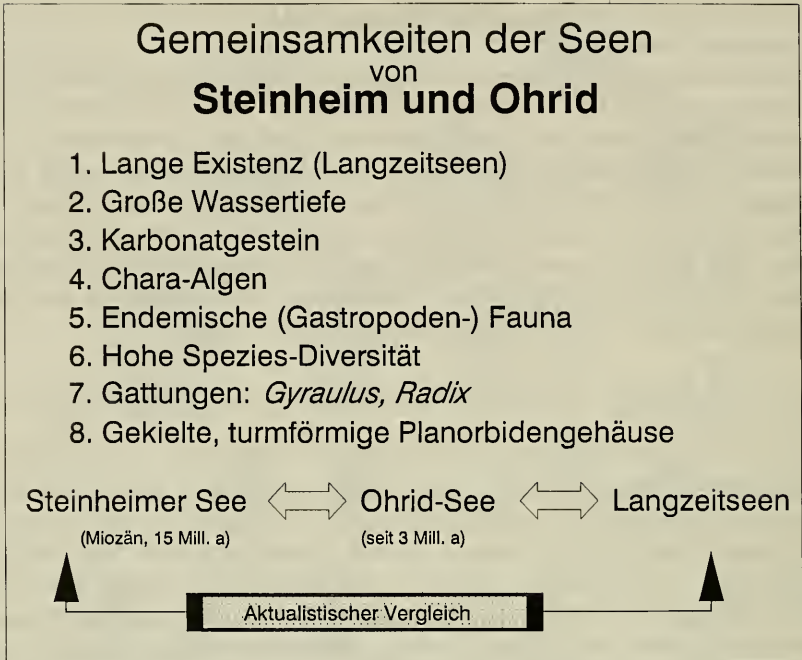 Gemeinsamkeiten der Seen
von
Steinheim und Ohrid
1. Lange Existenz (Langzeitseen)
2. Große Wassertiefe
3. Karbonatgestein
4. Chara-Algen
5. Endemische (Gastropoden-) Fauna
6. Hohe Spezies-Diversität
7. Gattungen: Gyraulus, Radix
8. Gekielte, turmförmige Planorbidengehäuse
Steinheimer See Ohrid-See Langzeitseen
(Miozän, 15 Mill. a) (seit 3 Mill. a)
Aktualistischer Vergleich